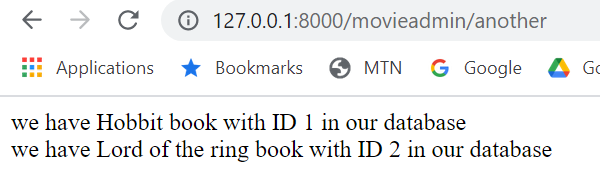 127.0.0.1:8000/movieadmin/another
Applications Bookmarks MTN Google
we have Hobbit book with ID 1 in our database
we have Lord of the ring book with ID 2 in our database